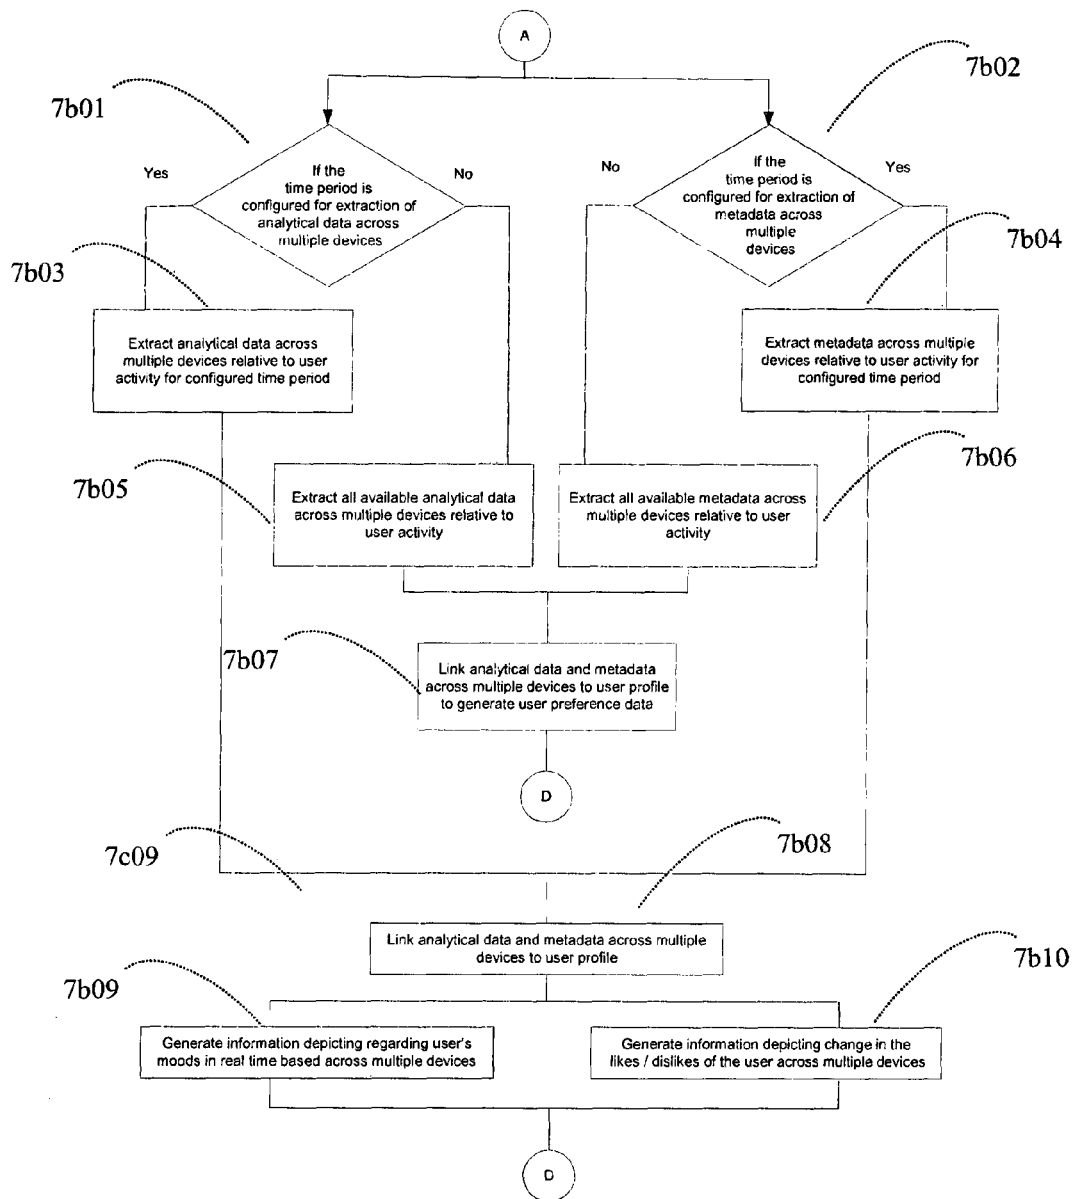 A
7b02
7b01
If the
time period is
configured for extraction of
analytical data across
multiple devices
Yes
No
If the
time period is
configured for extraction of
metadata across
multiple
devices
No
Yes
7b03
7b04
Extract analytical data across
multiple devices relative to user
activity for configured time period
Extract metadata across multiple
devices relative to user activity for
configured time period
7b05
7b06
Extract all available analytical data
across multiple devices relative to
user activity
Extract all available metadata across
multiple devices relative to user
activity
7b07
Link analytical data and metadata
across multiple devices to user profile
to generate user preference data
D
7c09
7b08
Link analytical data and metadata across multiple
devices to user profile
7b09
7b10
Generate information depicting regarding user's
moods in real time based across multiple devices
Generate information depicting change in the
likes / dislikes of the user across multiple devices
D